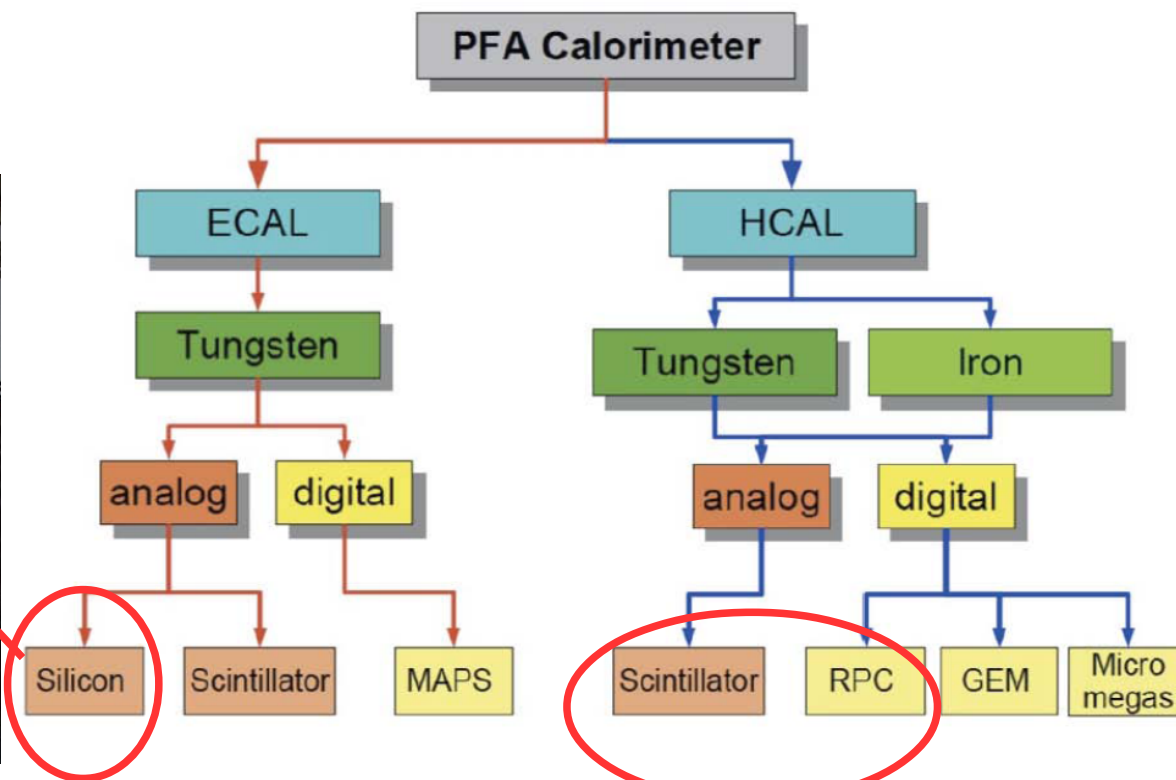 PFA Calorimeter
ECAL
HCAL
Tungsten
Tungsten
Iron
analog
digital
analog
digital
Silicon
Scintillator
MAPS
Scintillator
RPC
GEM
Micro
megas